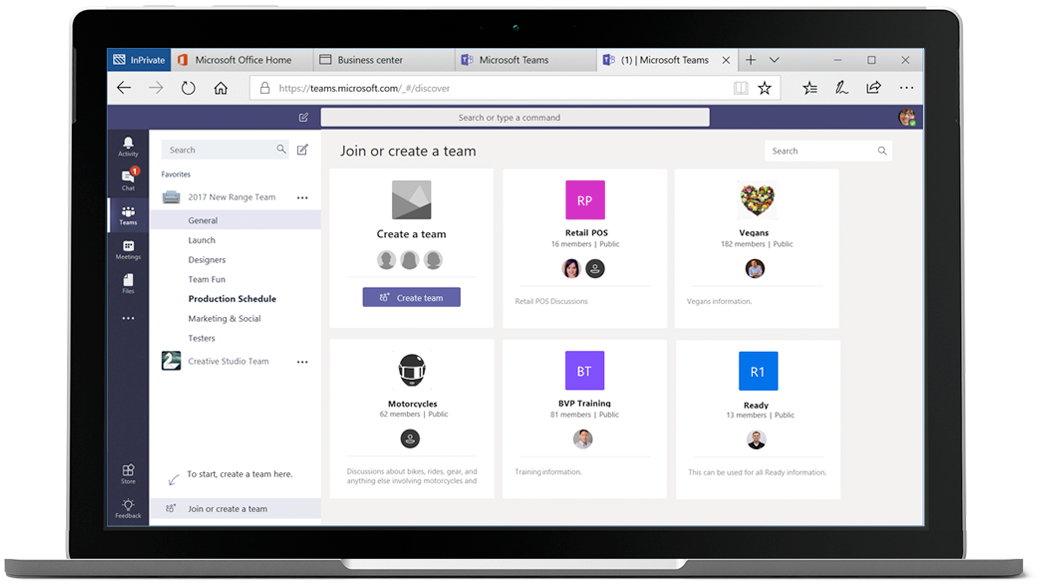 InPrivate
Microsoft Office Home
Business center
Microsoft Teams
(1) | Microsoft Teams
https://teams.microsoft.com/_#/discover
Search or type a command
Activity
Chat
1
Teams
Meetings
Files
Store
Feedback
Search
Favorites
2017 New Range Team
General
Launch
Designers
Team Fun
Production Schedule
Marketing & Social
Testers
Creative Studio Team
To start, create a team here.
Join or create a team
Join or create a team
Search
Create a team
Create team
RP
Retail POS
16 members | Public
Retail POS Discussions
Vegans
182 members | Public
Vegans information.
Motorcycles
62 members | Public
Discussions about bikes, rides, gear, and
anything else involving motorcycles and
BT
BVP Training
81 members | Public
Training information.
R1
Ready
13 members | Public
This can be used for all Ready information.